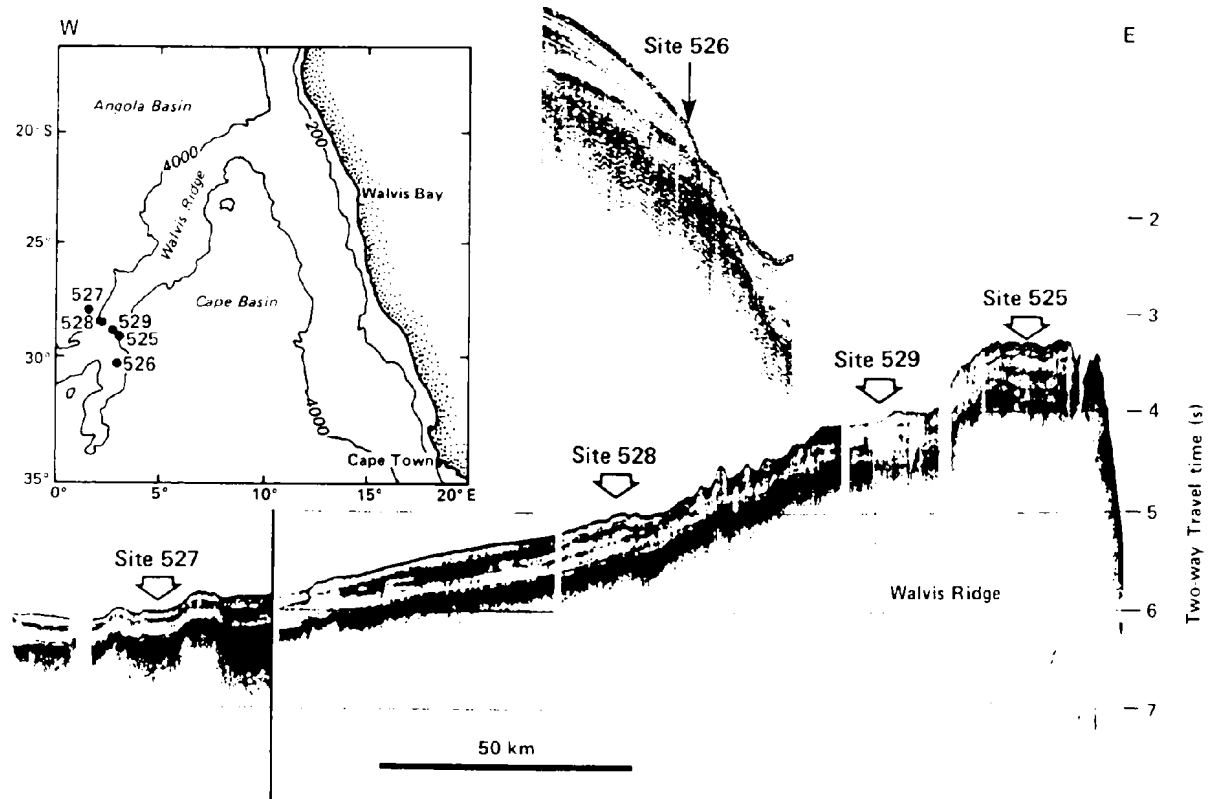 W
E
Site 526
Angola Basin
20°S
4000
200
Walvis Ridge
Walvis Bay
25°
Cape Basin
527
528
529
525
30°
526
4000
Cape Town
35°
0° 5° 10° 15° 20°E
2
Site 525
3
Site 529
4
Site 528
5
Site 527
Walvis Ridge
6
7
Two-way Travel time (s)
50 km